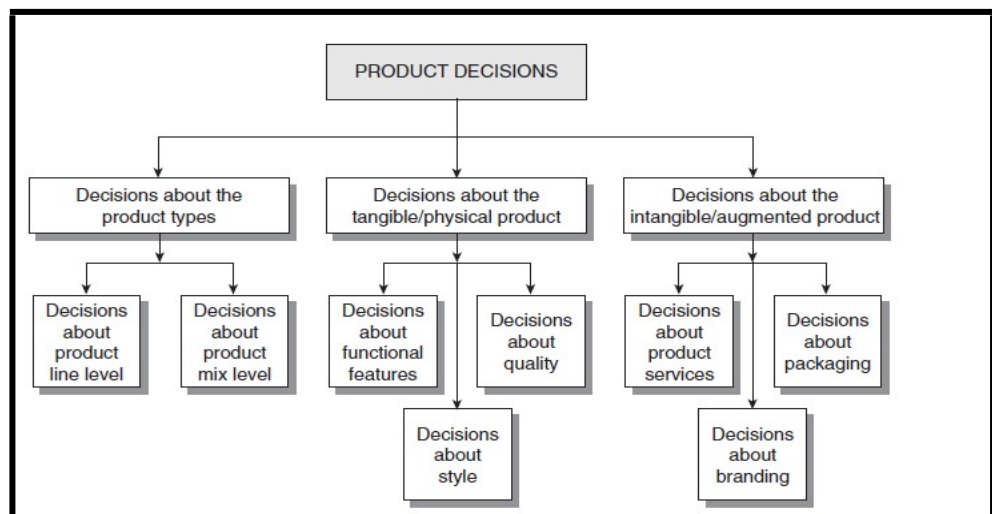 PRODUCT DECISIONS
Decisions about the
product types
Decisions about the
tangible/physical product
Decisions about the
intangible/augmented product
Decisions
about
product
line level
Decisions
about
product
mix level
Decisions
about
functional
features
Decisions
about
quality
Decisions
about
product
services
Decisions
about
packaging
Decisions
about
style
Decisions
about
branding